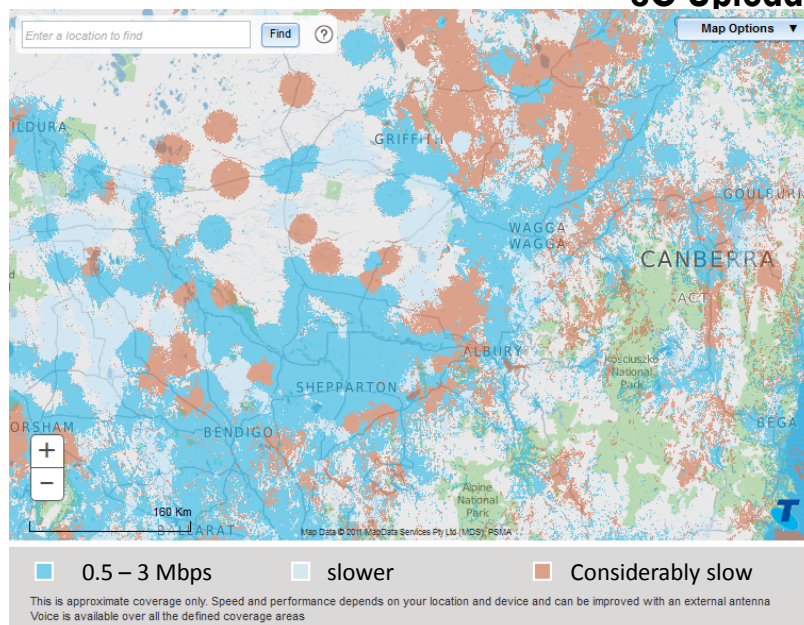 3G Upload
Enter a location to find
Find
?
Map Options ▼
ILDURA
GRIFFITH
GOULBURN
WAGGA
WAGGA
CANBERRA
ACT
ALBURY
Kosciuszko
National
Park
SHEPPARTON
ORSHAM
BENDIGO
BEGA
+
−
Alpine
National
Park
160 Km
BALLARAT
Map Data © 2011 MapData Services Pty Ltd (MDS), PSMA
T
0.5 – 3 Mbps
slower
Considerably slow
This is approximate coverage only. Speed and performance depends on your location and device and can be improved with an external antenna
Voice is available over all the defined coverage areas